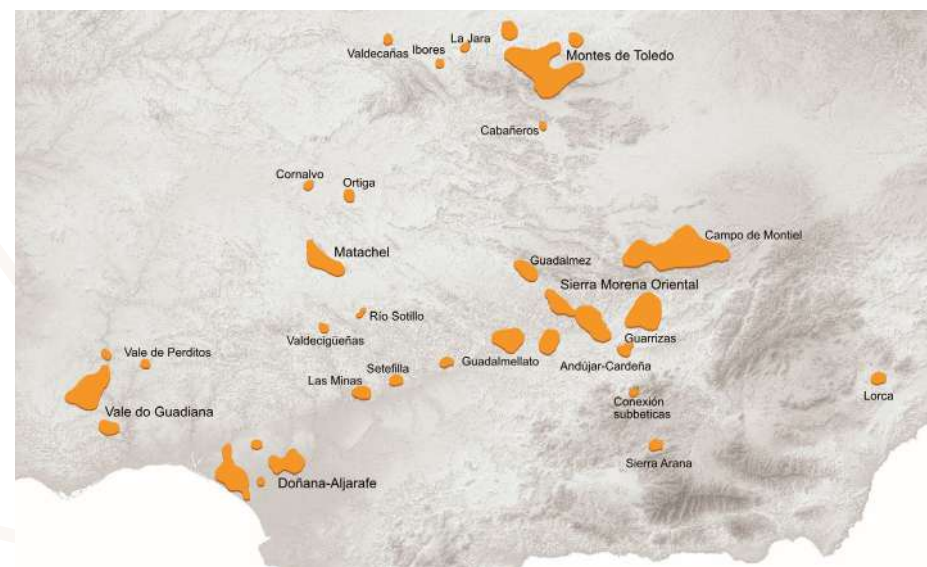 La Jara
Valdecañas
Ibores
Montes de Toledo
Cabañeros
Cornalvo
Ortiga
Campo de Montiel
Matachel
Guadalmez
Sierra Morena Oriental
Río Sotillo
Valdecigüeñas
Guarrizas
Vale de Perditos
Setefilla
Guadalmellato
Andújar-Cardeña
Las Minas
Lorca
Vale do Guadiana
Conexión
subbeticas
Sierra Arana
Doñana-Aljarafe